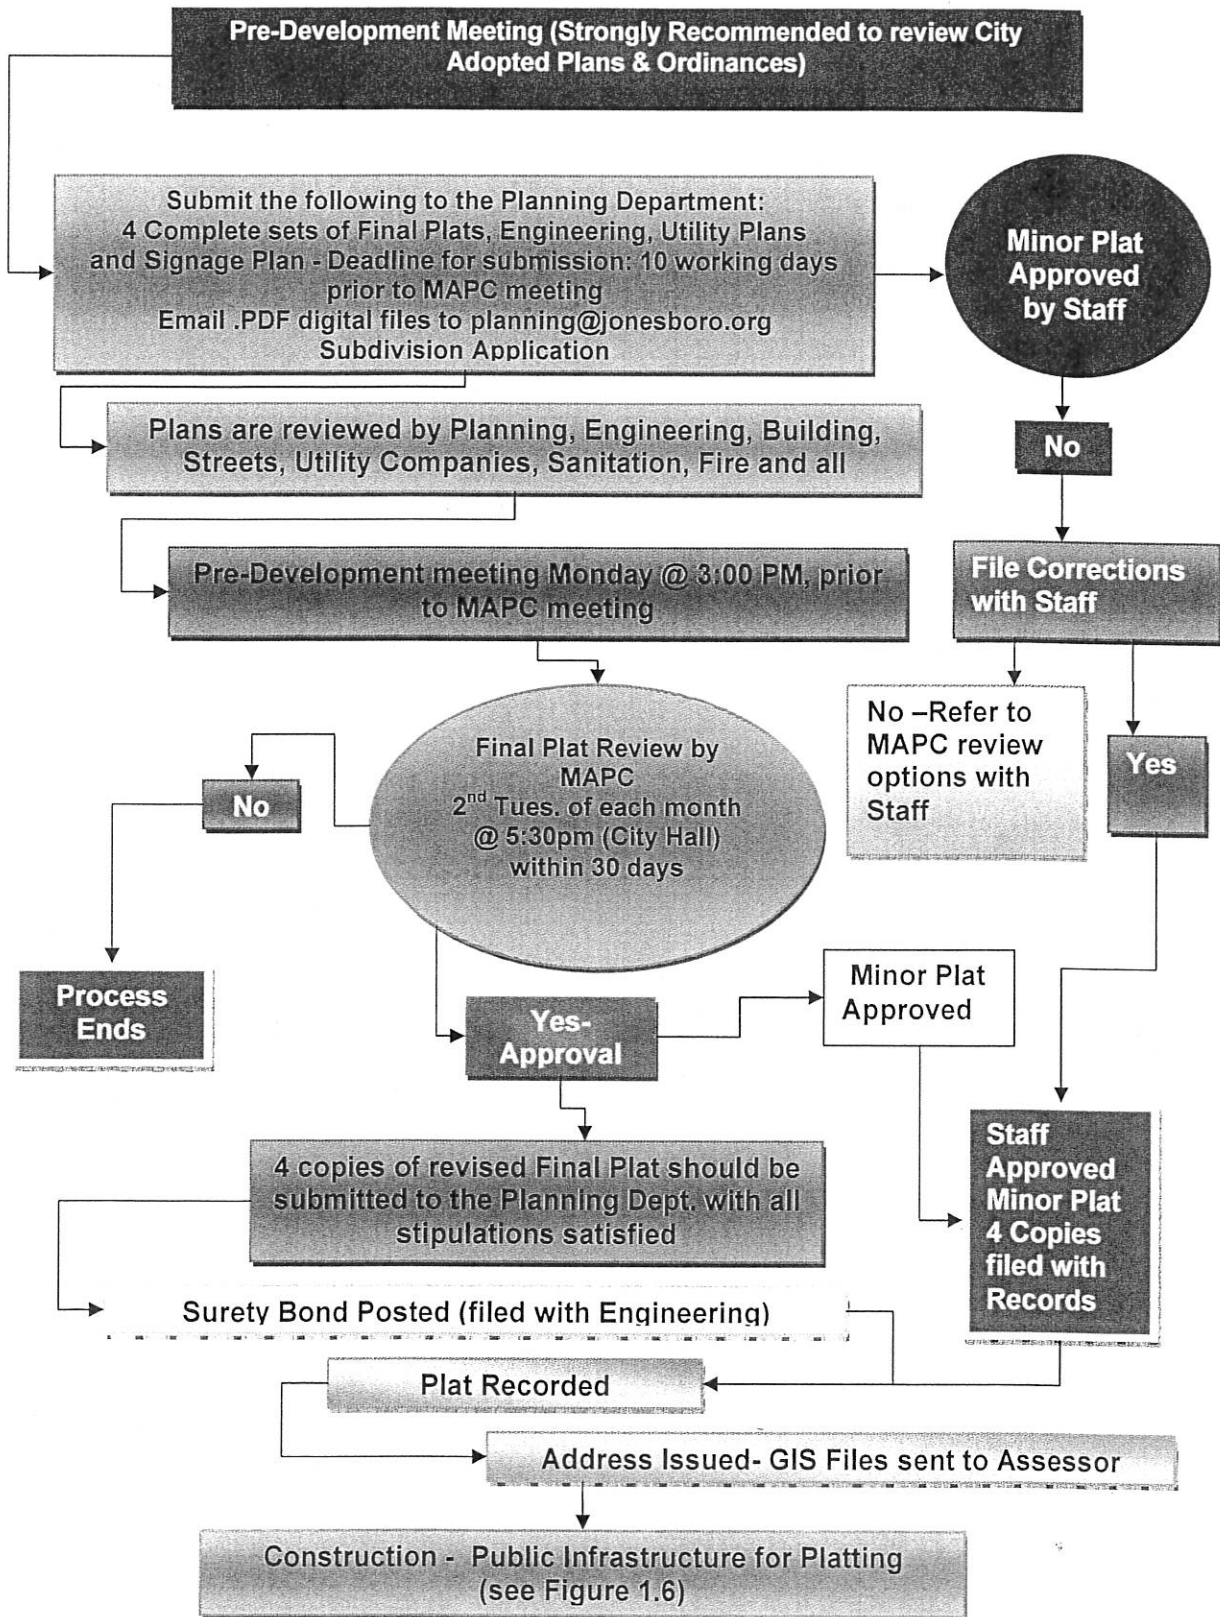 Pre-Development Meeting (Strongly Recommended to review City
Adopted Plans & Ordinances)
Submit the following to the Planning Department:
4 Complete sets of Final Plats, Engineering, Utility Plans
and Signage Plan - Deadline for submission: 10 working days
prior to MAPC meeting
Email .PDF digital files to planning@jonesboro.org
Subdivision Application
Minor Plat
Approved
by Staff
Plans are reviewed by Planning, Engineering, Building,
Streets, Utility Companies, Sanitation, Fire and all
No
Pre-Development meeting Monday @ 3:00 PM, prior
to MAPC meeting
File Corrections
with Staff
No –Refer to
MAPC review
options with
Staff
Yes
Final Plat Review by
MAPC
2nd Tues. of each month
@ 5:30pm (City Hall)
within 30 days
No
Process
Ends
Yes-
Approval
Minor Plat
Approved
4 copies of revised Final Plat should be
submitted to the Planning Dept. with all
stipulations satisfied
Staff
Approved
Minor Plat
4 Copies
filed with
Records
Surety Bond Posted (filed with Engineering)
Plat Recorded
Address Issued- GIS Files sent to Assessor
Construction - Public Infrastructure for Platting
(see Figure 1.6)